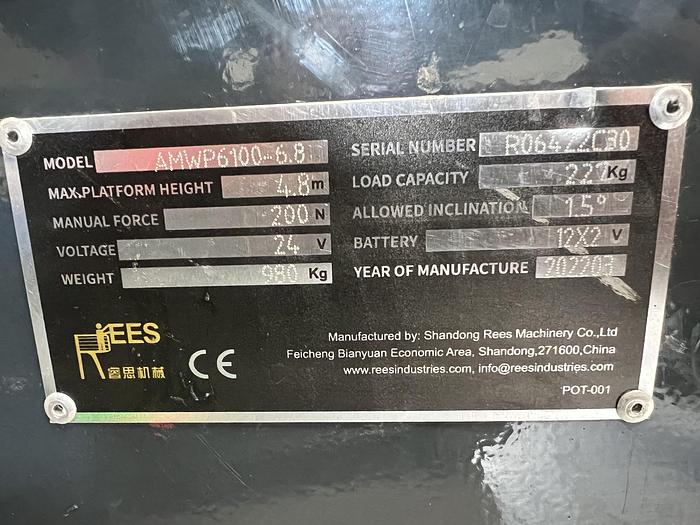 MODEL AMWP6100-6.8
MAX.PLATFORM HEIGHT 4.8 m
MANUAL FORCE 200 N
VOLTAGE 24 V
WEIGHT 980 Kg
SERIAL NUMBER
LOAD CAPACITY Kg
ALLOWED INCLINATION 1.5°
BATTERY 12X2 V
YEAR OF MANUFACTURE 202203
REES
睿思机械
CE
Manufactured by: Shandong Rees Machinery Co.,Ltd
Feicheng Bianyuan Economic Area, Shandong,271600,China
www.reesindustries.com, info@reesindustries.com
POT-001